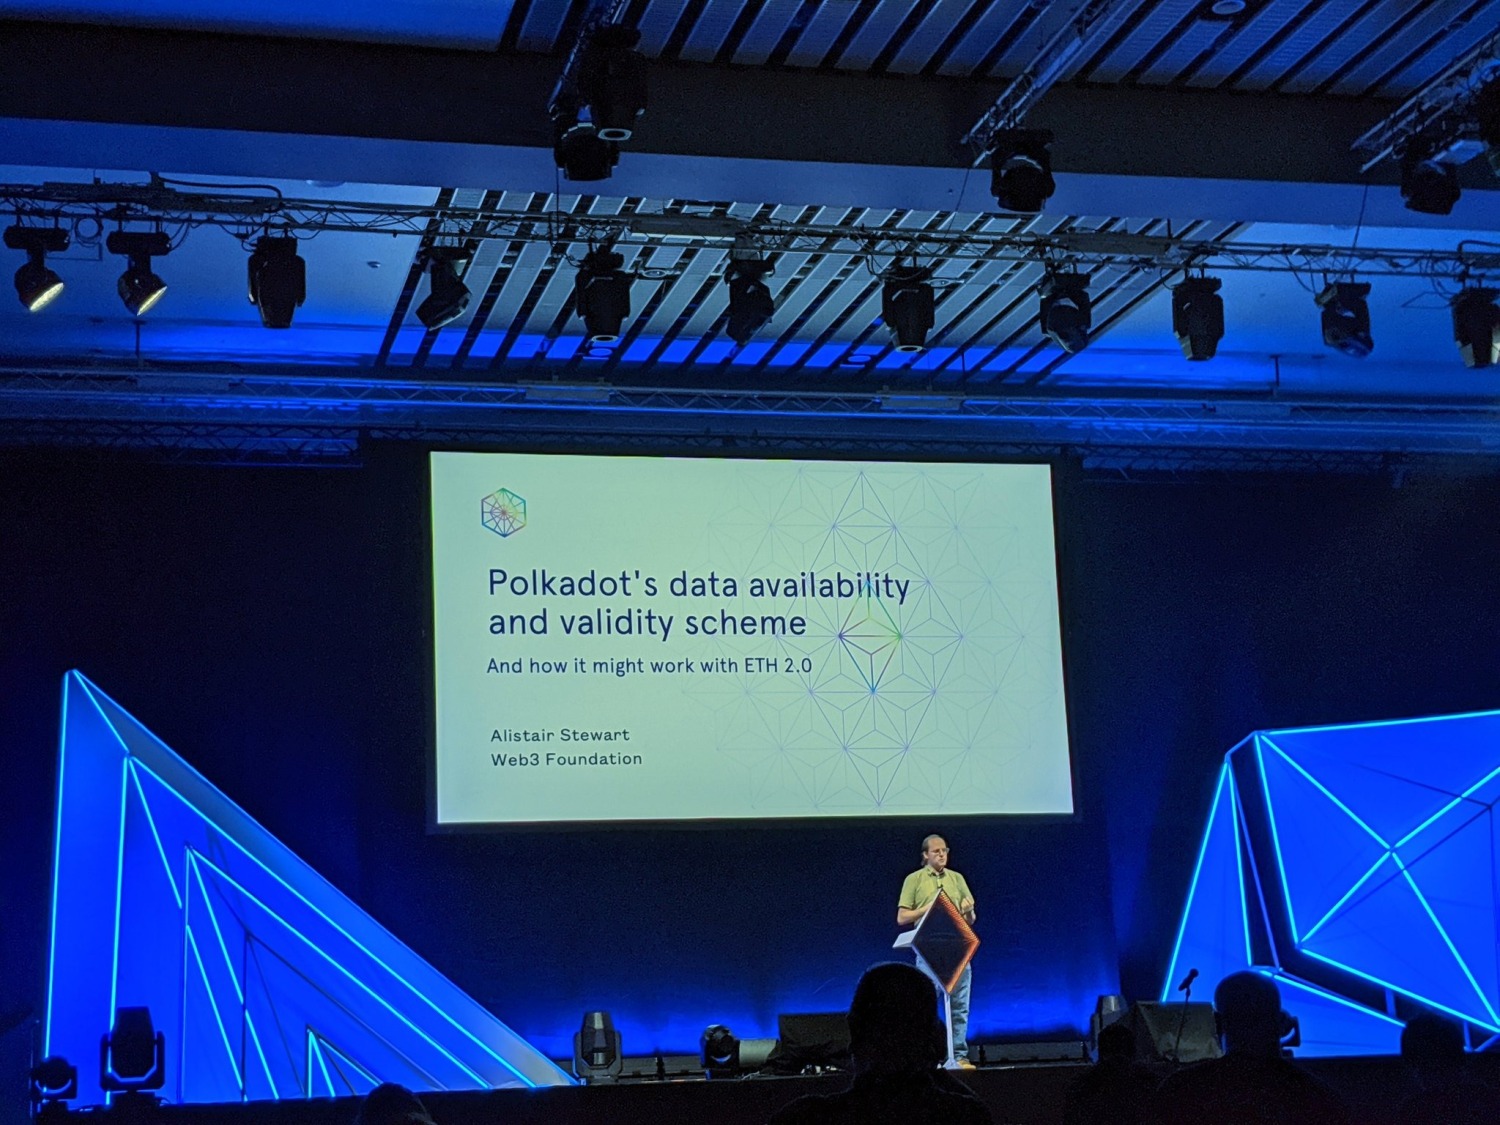 Polkadot's data availability
and validity scheme
And how it might work with ETH 2.0
Alistair Stewart
Web3 Foundation